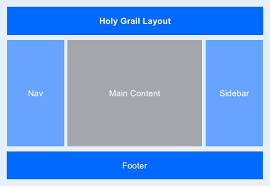 Holy Grail Layout
Nav
Main Content
Sidebar
Footer